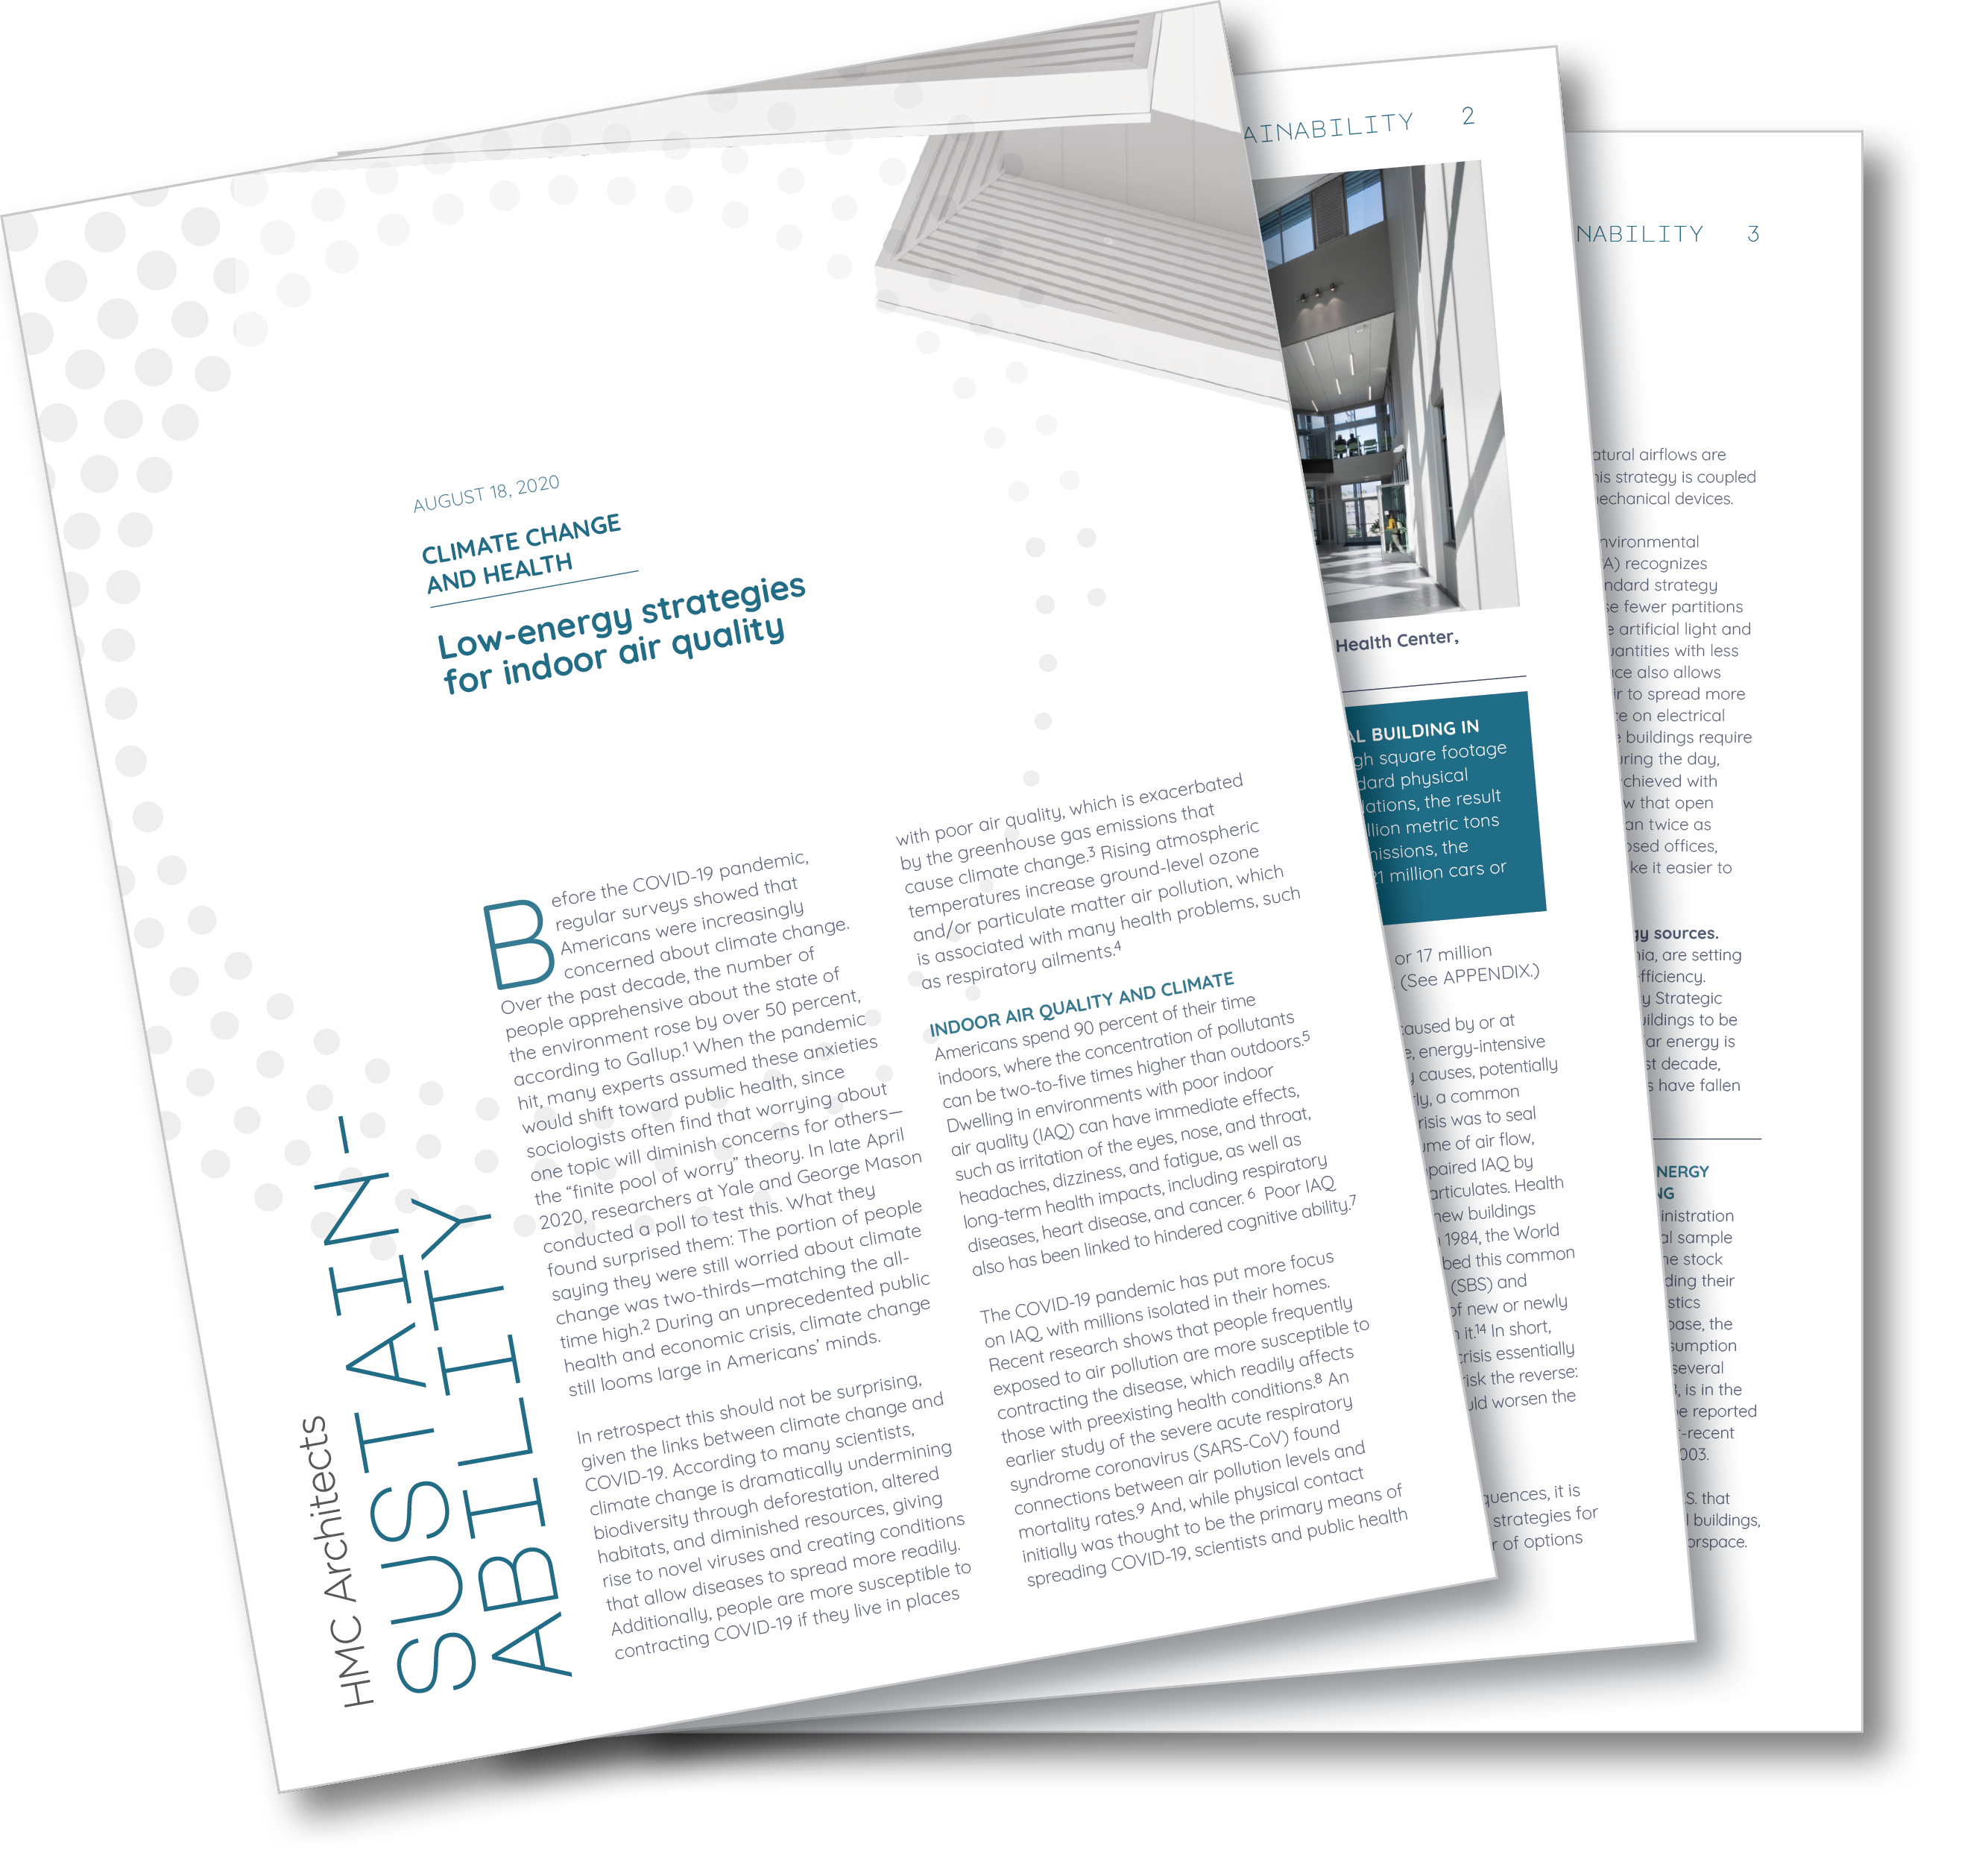 AUGUST 18, 2020
CLIMATE CHANGE
AND HEALTH
Low-energy strategies
for indoor air quality
HMC Architects
SUSTAIN-
ABILITY
Before the COVID-19 pandemic,
regular surveys showed that
Americans were increasingly
concerned about climate change.
Over the past decade, the number of
people apprehensive about the state of
the environment rose by over 50 percent,
according to Gallup.¹ When the pandemic
hit, many experts assumed these anxieties
would shift toward public health, since
sociologists often find that worrying about
one topic will diminish concerns for others—
the “finite pool of worry” theory. In late April
2020, researchers at Yale and George Mason
conducted a poll to test this. What they
found surprised them: The portion of people
saying they were still worried about climate
change was two-thirds—matching the all-
time high.² During an unprecedented public
health and economic crisis, climate change
still looms large in Americans’ minds.
In retrospect this should not be surprising,
given the links between climate change and
COVID-19. According to many scientists,
climate change is dramatically undermining
biodiversity through deforestation, altered
habitats, and diminished resources, giving
rise to novel viruses and creating conditions
that allow diseases to spread more readily.
Additionally, people are more susceptible to
contracting COVID-19 if they live in places
with poor air quality, which is exacerbated
by the greenhouse gas emissions that
cause climate change.³ Rising atmospheric
temperatures increase ground-level ozone
and/or particulate matter air pollution, which
is associated with many health problems, such
as respiratory ailments.⁴
INDOOR AIR QUALITY AND CLIMATE
Americans spend 90 percent of their time
indoors, where the concentration of pollutants
can be two-to-five times higher than outdoors.⁵
Dwelling in environments with poor indoor
air quality (IAQ) can have immediate effects,
such as irritation of the eyes, nose, and throat,
headaches, dizziness, and fatigue, as well as
long-term health impacts, including respiratory
diseases, heart disease, and cancer.⁶ Poor IAQ
also has been linked to hindered cognitive ability.⁷
The COVID-19 pandemic has put more focus
on IAQ, with millions isolated in their homes.
Recent research shows that people frequently
exposed to air pollution are more susceptible to
contracting the disease, which readily affects
those with preexisting health conditions.⁸ An
earlier study of the severe acute respiratory
syndrome coronavirus (SARS-CoV) found
connections between air pollution levels and
mortality rates.⁹ And, while physical contact
initially was thought to be the primary means of
spreading COVID-19, scientists and public health
AINABILITY 2
Health Center,
AL BUILDING IN
gh square footage
dard physical
lations, the result
llion metric tons
nissions, the
21 million cars or
or 17 million
. (See APPENDIX.)
caused by or at
e, energy-intensive
y causes, potentially
rly, a common
risis was to seal
ume of air flow,
paired IAQ by
articulates. Health
new buildings
1984, the World
bed this common
(SBS) and
of new or newly
it.¹⁴ In short,
crisis essentially
risk the reverse:
uld worsen the
quences, it is
strategies for
r of options
NABILITY 3
atural airflows are
his strategy is coupled
echanical devices.
nvironmental
A) recognizes
ndard strategy
se fewer partitions
e artificial light and
uantities with less
ce also allows
ir to spread more
ce on electrical
e buildings require
uring the day,
chieved with
w that open
an twice as
osed offices,
ke it easier to
gy sources.
nia, are setting
fficiency.
y Strategic
uildings to be
ar energy is
st decade,
s have fallen
NERGY
NG
inistration
al sample
ne stock
ding their
stics
base, the
sumption
several
, is in the
be reported
-recent
003.
.S. that
l buildings,
orspace.